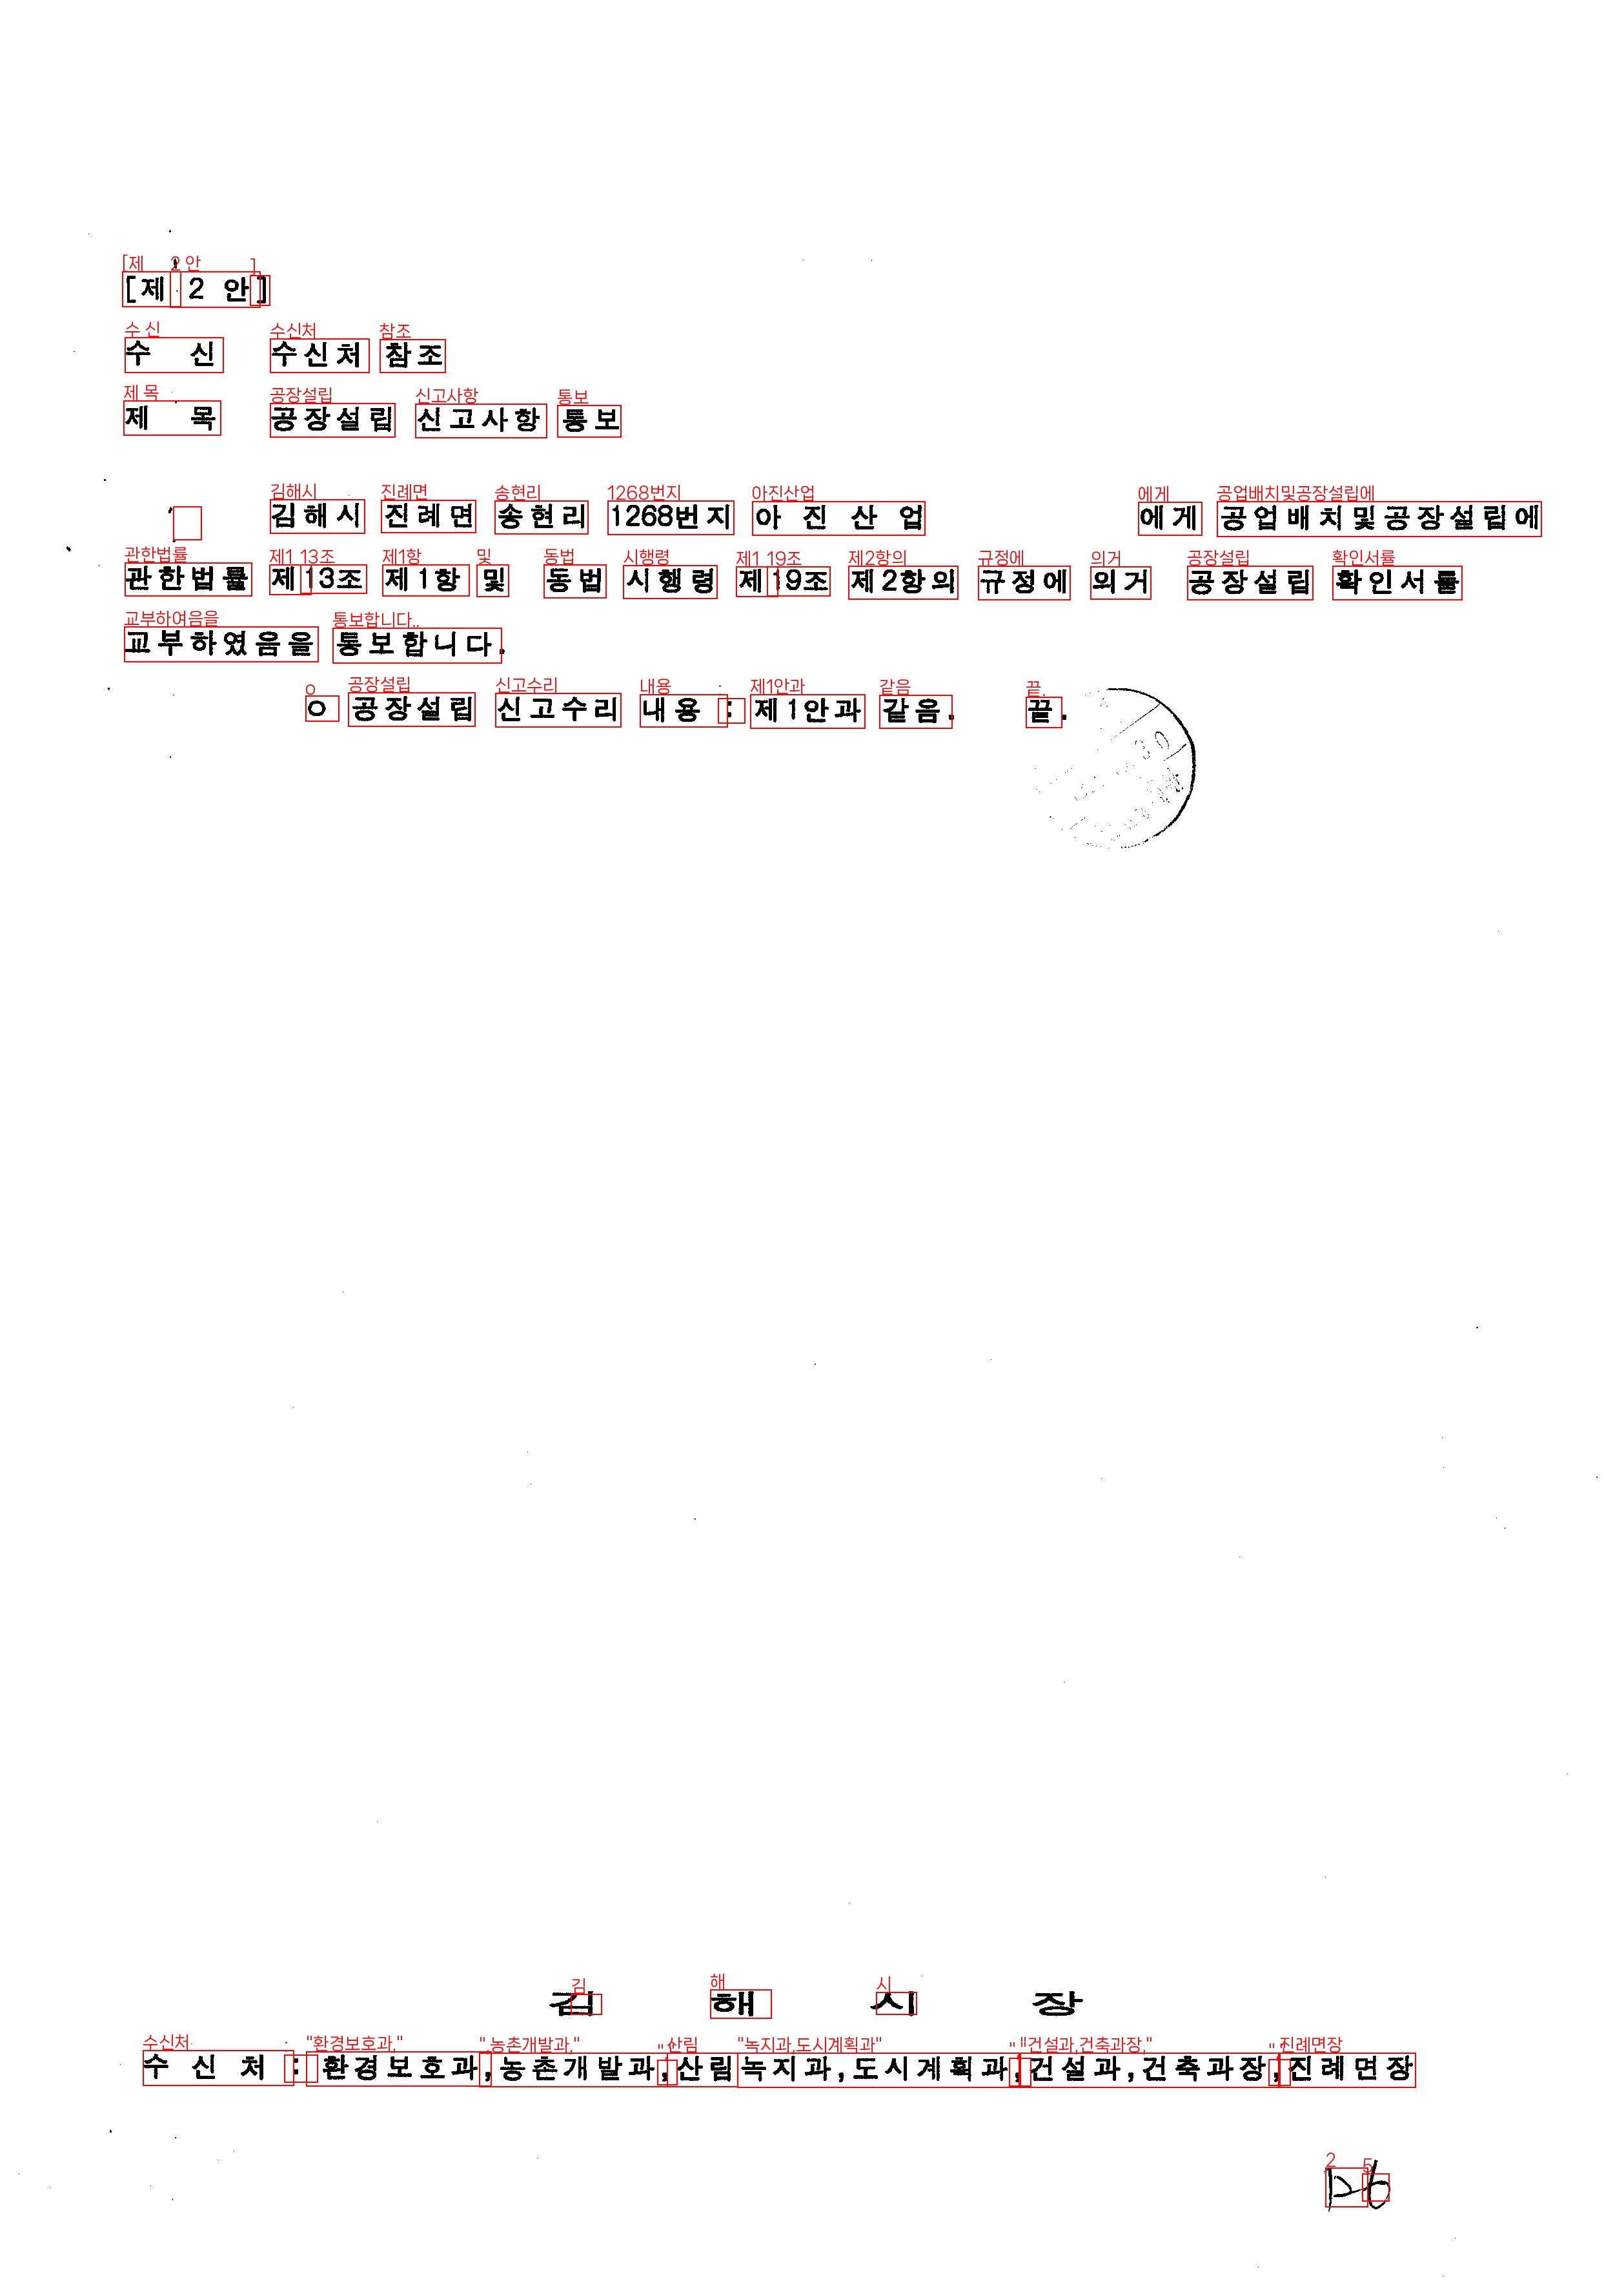 [제 2 안]
수 신 수신처 참조
제 목 공장설립 신고사항 통보
김해시 진례면 송현리 1268번지 아 진 산 업 에게 공업배치및공장설립에
관한법률 제13조 제1항 및 동법 시행령 제19조 제2항의 규정에 의거 공장설립 확인서를
교부하였음을 통보합니다.
ㅇ 공장설립 신고수리 내용 : 제1안과 같음. 끝.
30
김 해 시 장
수 신 처 : 환경보호과,농촌개발과,산림녹지과,도시계획과,건설과,건축과장,진례면장
126